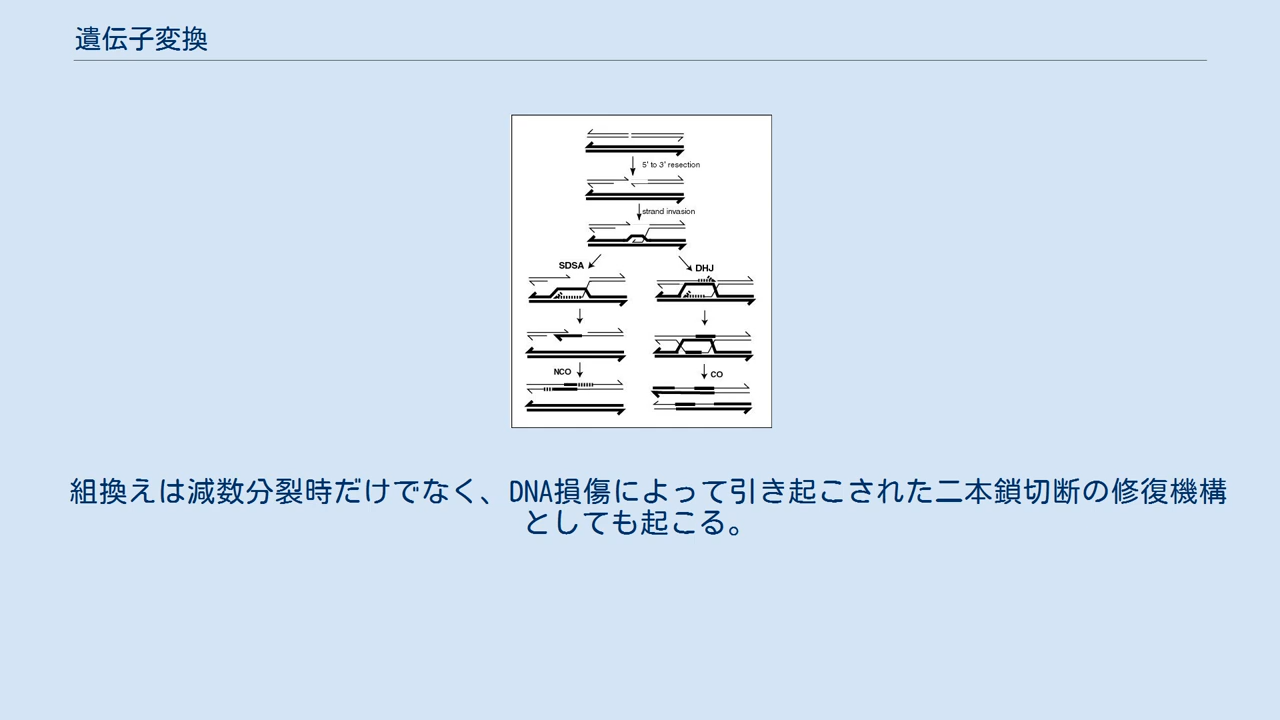 遺伝子変換
5' to 3' resection
strand invasion
SDSA
DHJ
NCO
CO
組換えは減数分裂時だけでなく、DNA損傷によって引き起こされた二本鎖切断の修復機構
としても起こる。